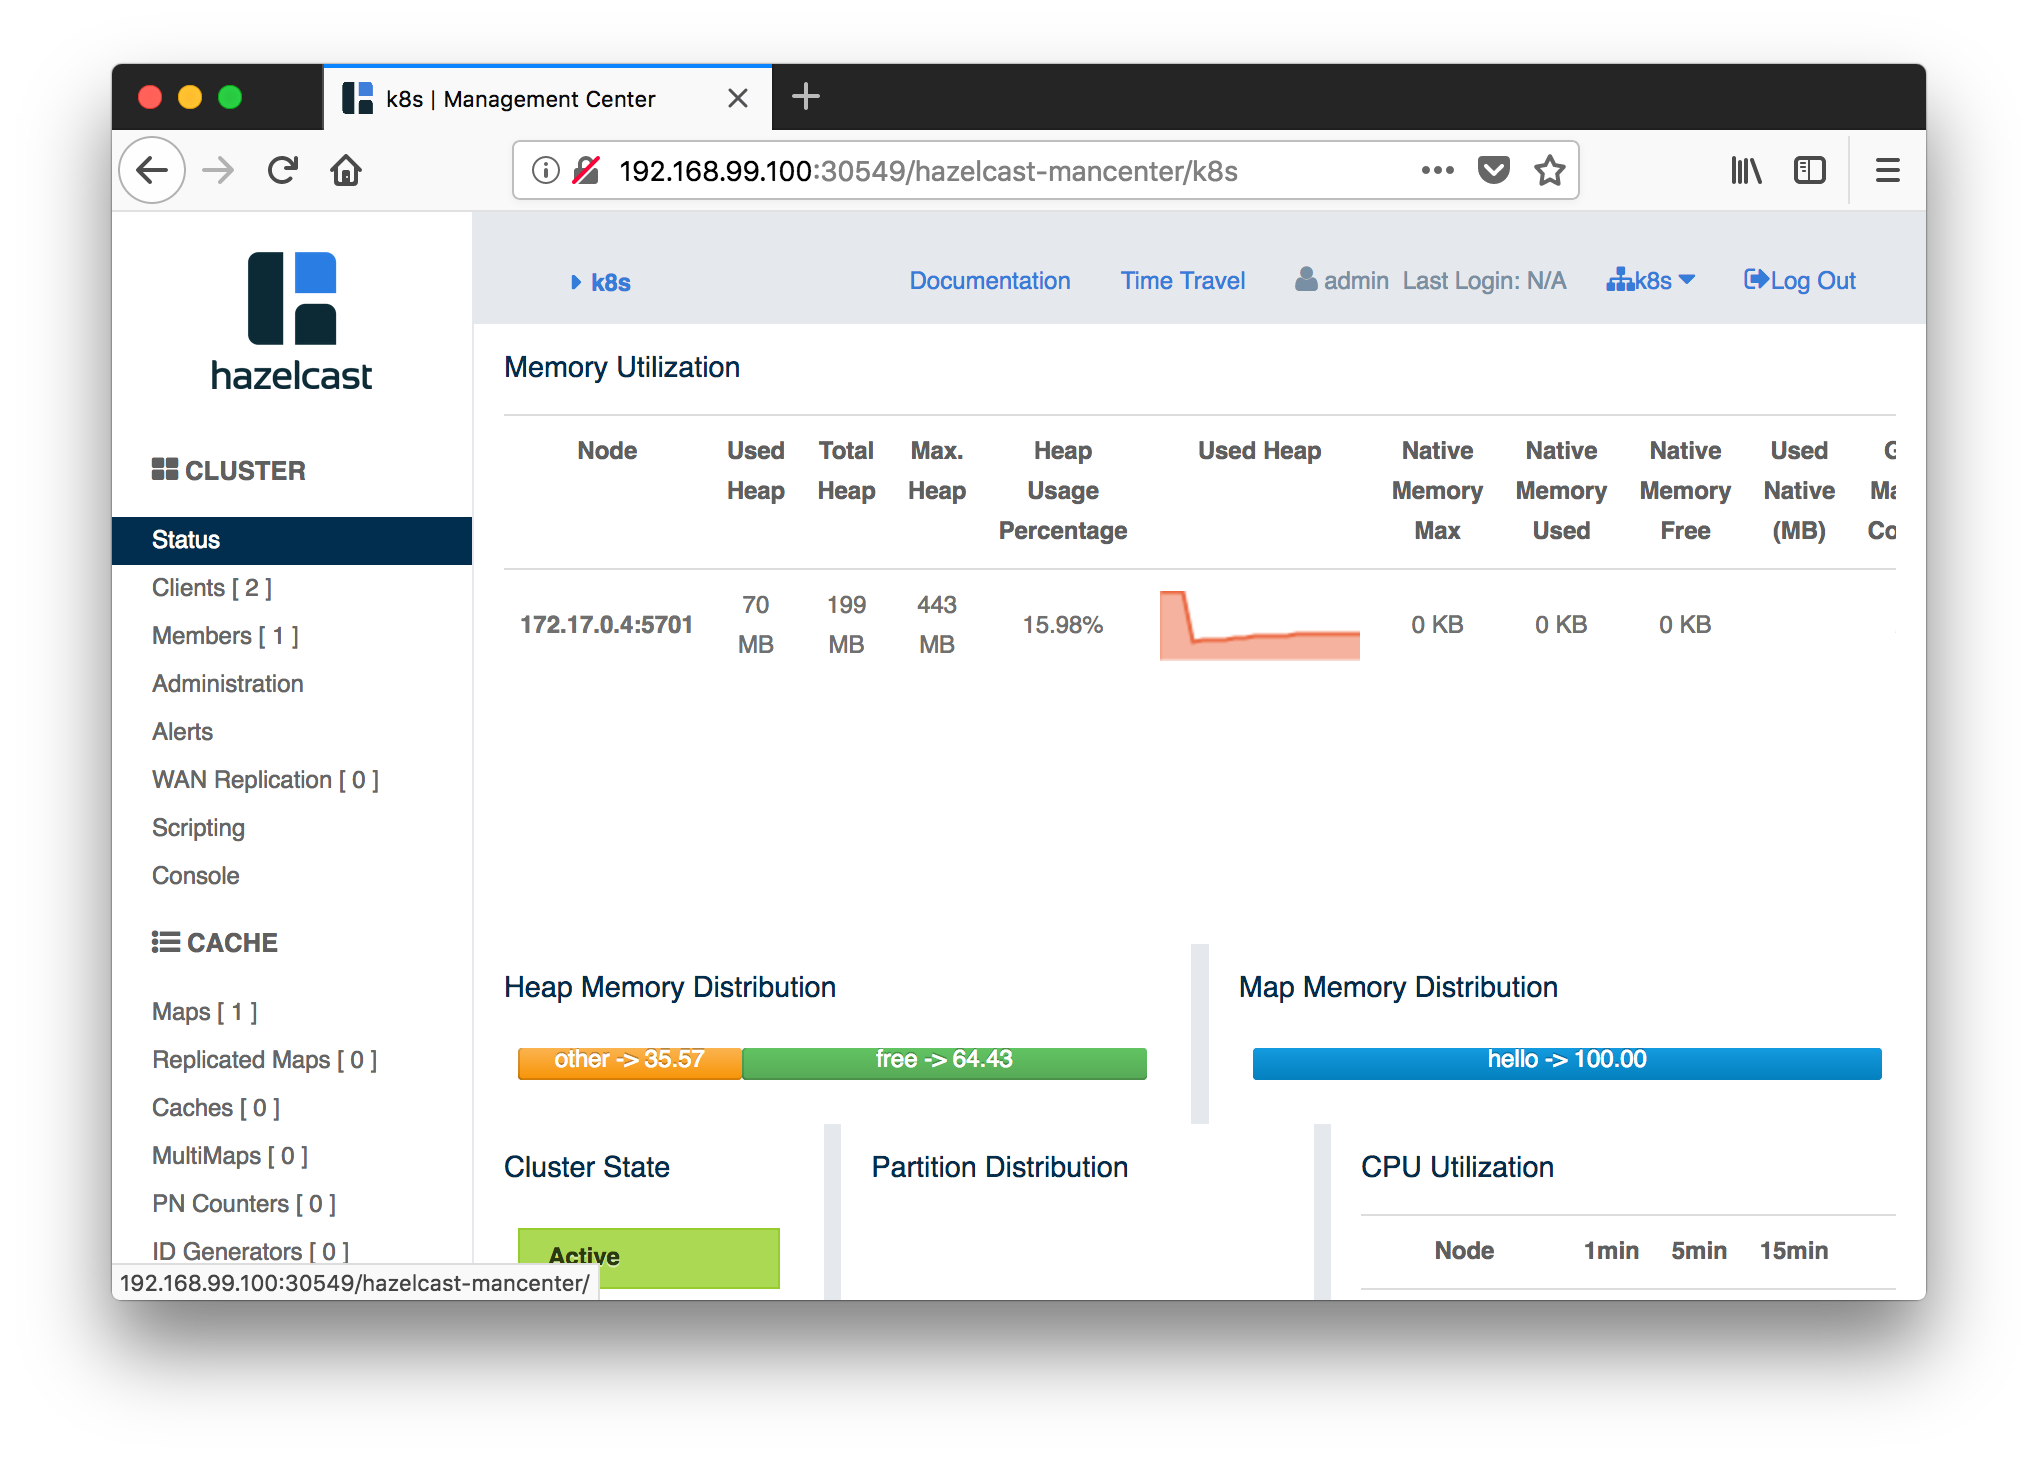 k8s | Management Center
192.168.99.100:30549/hazelcast-mancenter/k8s
hazelcast
CLUSTER
Status
Clients [ 2 ]
Members [ 1 ]
Administration
Alerts
WAN Replication [ 0 ]
Scripting
Console
CACHE
Maps [ 1 ]
Replicated Maps [ 0 ]
Caches [ 0 ]
MultiMaps [ 0 ]
PN Counters [ 0 ]
ID Generators [ 0 ]
192.168.99.100:30549/hazelcast-mancenter/
k8s Documentation Time Travel admin Last Login: N/A k8s Log Out
Memory Utilization
Node Used Total Max. Heap Used Heap Native Native Native Used
Heap Heap Heap Usage Memory Memory Memory Native
Percentage Max Used Free (MB)
70 199 443
172.17.0.4:5701 15.98% 0 KB 0 KB 0 KB
MB MB MB
Heap Memory Distribution
other -> 35.57 free -> 64.43
Map Memory Distribution
hello -> 100.00
Cluster State
Active
Partition Distribution
CPU Utilization
Node 1min 5min 15min